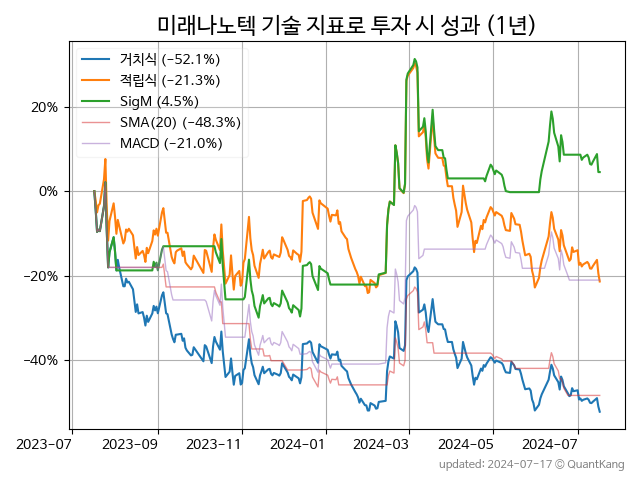 미래나노텍 기술 지표로 투자 시 성과 (1년)
거치식 (−52.1%)
적립식 (−21.3%)
SigM (4.5%)
SMA(20) (−48.3%)
MACD (−21.0%)
20%
0%
−20%
−40%
2023-07 2023-09 2023-11 2024-01 2024-03 2024-05 2024-07
updated: 2024-07-17 © QuantKang